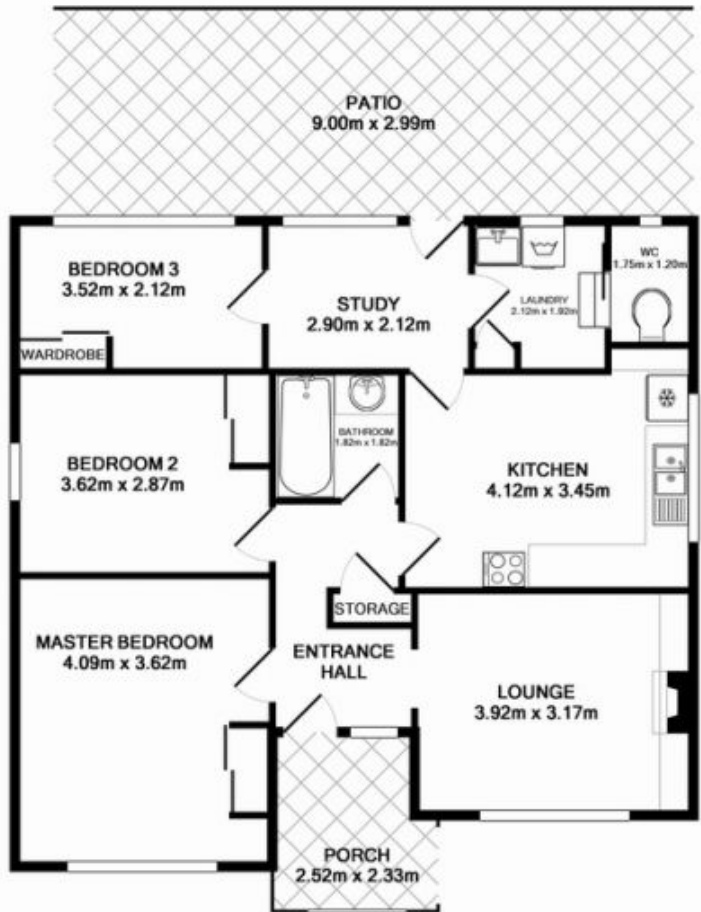 PATIO
9.00m x 2.99m
BEDROOM 3
3.52m x 2.12m
WARDROBE
STUDY
2.90m x 2.12m
LAUNDRY
2.12m x 1.92m
WC
1.75m x 1.20m
BEDROOM 2
3.62m x 2.87m
BATHROOM
1.82m x 1.82m
KITCHEN
4.12m x 3.45m
STORAGE
MASTER BEDROOM
4.09m x 3.62m
ENTRANCE
HALL
LOUNGE
3.92m x 3.17m
PORCH
2.52m x 2.33m